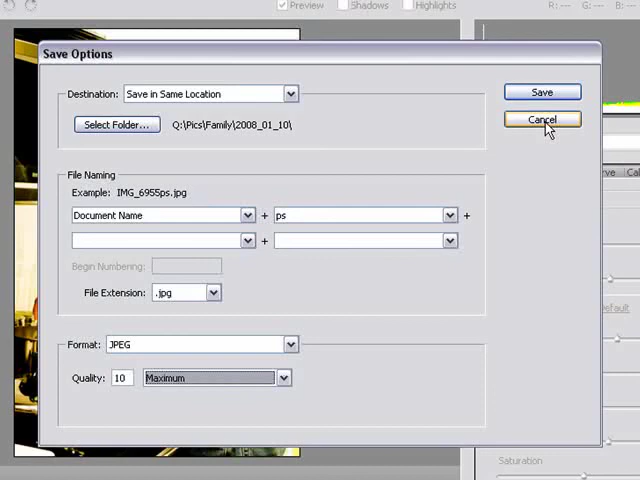 Preview Shadows Highlights R: --- G: --- B: ---
Save Options
Destination: Save in Same Location
Save
Select Folder... Q:\Pics\Family\2008_01_10\
Cancel
File Naming
Example: IMG_6955ps.jpg
Document Name + ps +
+
Begin Numbering:
File Extension: .jpg
Format: JPEG
Quality: 10 Maximum
Default
Saturation